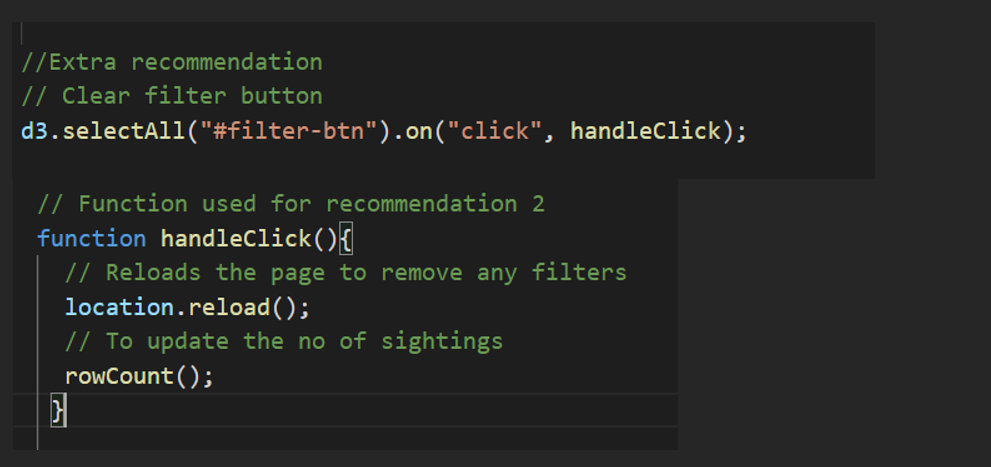 //Extra recommendation
// Clear filter button
d3.selectAll("#filter-btn").on("click", handleClick);
// Function used for recommendation 2
function handleClick(){
// Reloads the page to remove any filters
location.reload();
// To update the no of sightings
rowCount();
}